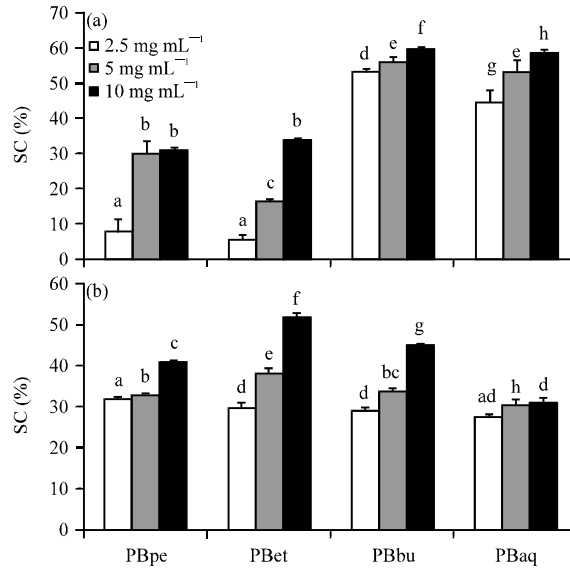 (a)
2.5 mg mL⁻¹
5 mg mL⁻¹
10 mg mL⁻¹
SC (%)
70
60
50
40
30
20
10
0
a b b
a c b
d e f
g e h
(b)
SC (%)
60
50
40
30
20
10
0
a b c
d e f
d bc g
ad h d
PBpe PBet PBbu PBaq